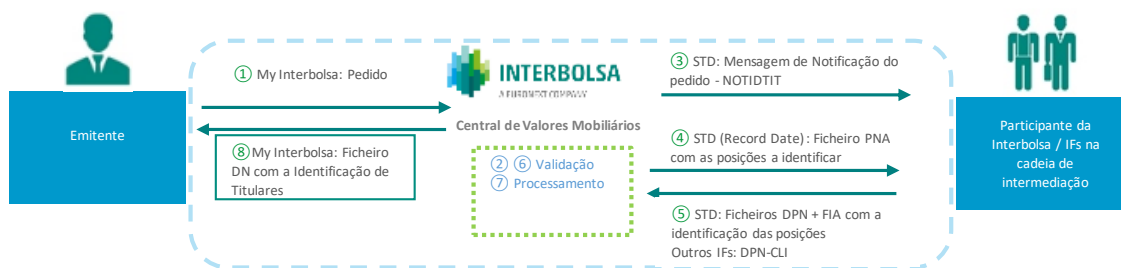 ① My Interbolsa: Pedido
INTERBOLSA
A EURONEXT COMPANY
③ STD: Mensagem de Notificação do
pedido - NOTIDTIT
Emitente
Central de Valores Mobiliários
⑧ My Interbolsa: Ficheiro
DN com a Identificação de
Titulares
② ⑥ Validação
⑦ Processamento
④ STD (Record Date) : Ficheiro PNA
com as posições a identificar
Participante da
Interbolsa / IFs na
cadeia de
intermediação
⑤ STD: Ficheiros DPN + FIA com a
identificação das posições
Outros IFs: DPN-CLI